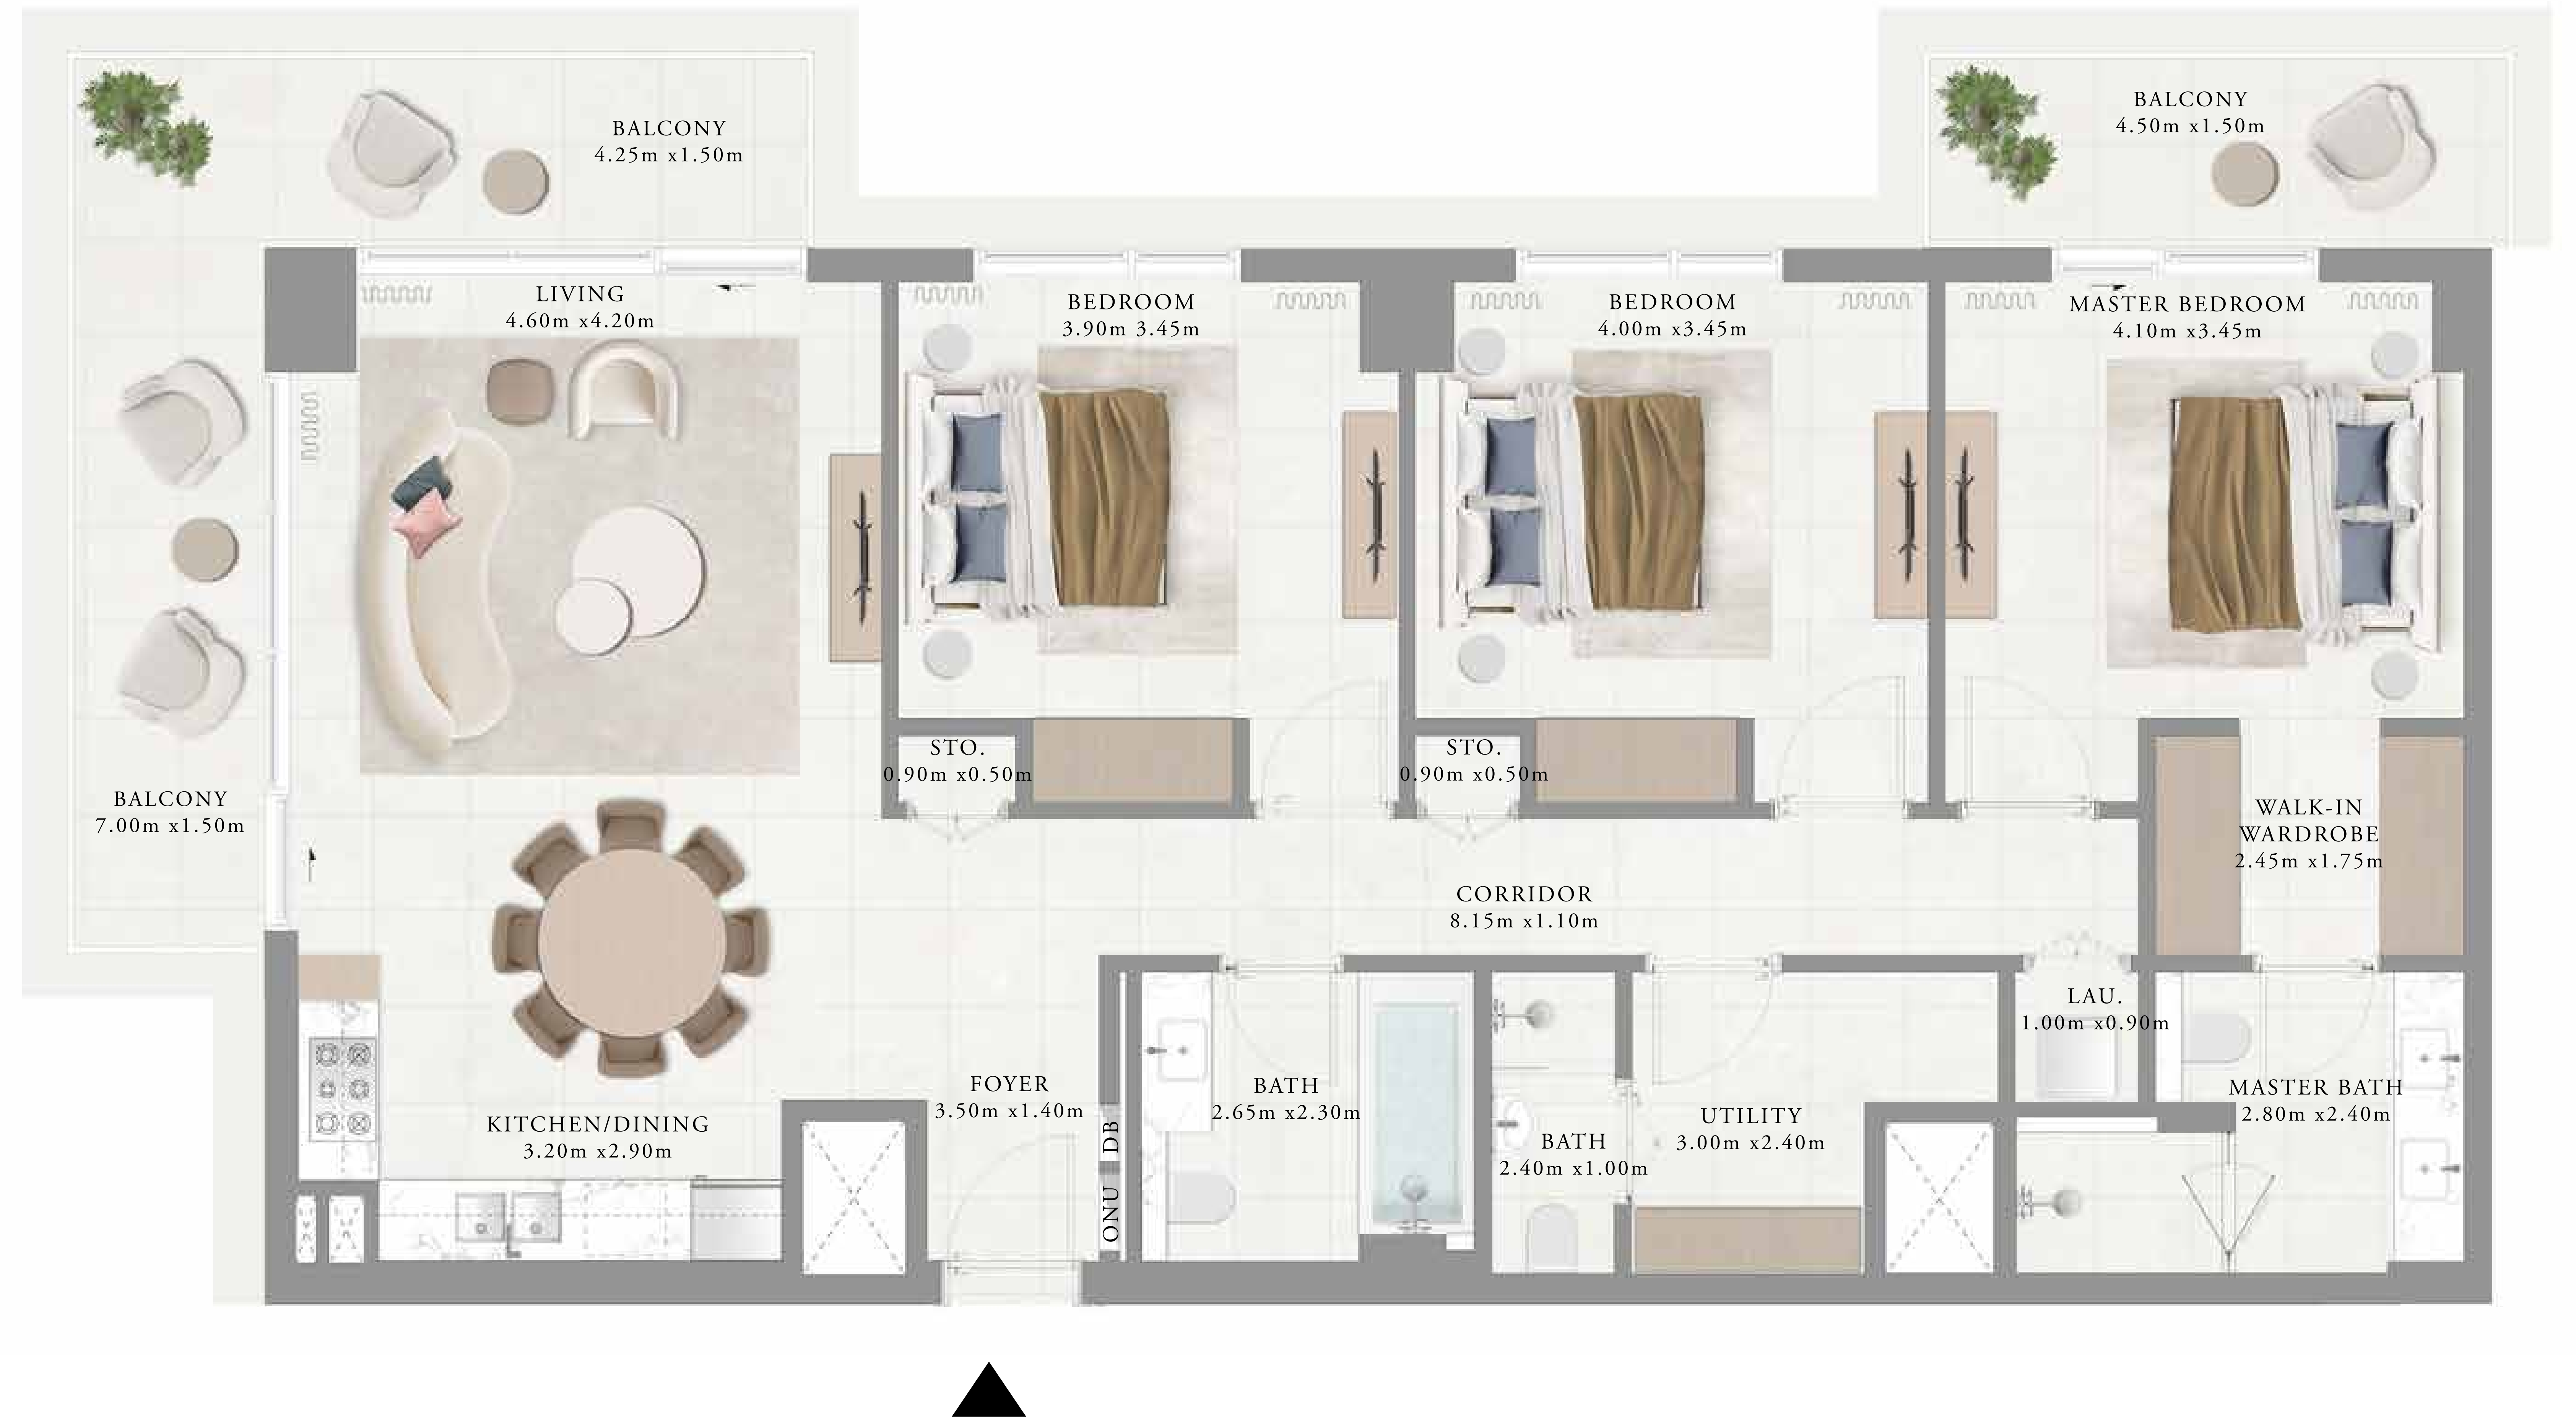 BALCONY
4.25m x1.50m
BALCONY
4.50m x1.50m
LIVING
4.60m x4.20m
BEDROOM
3.90m 3.45m
BEDROOM
4.00m x3.45m
MASTER BEDROOM
4.10m x3.45m
STO.
0.90m x0.50m
STO.
0.90m x0.50m
BALCONY
7.00m x1.50m
WALK-IN
WARDROBE
2.45m x1.75m
CORRIDOR
8.15m x1.10m
LAU.
1.00m x0.90m
FOYER
3.50m x1.40m
BATH
2.65m x2.30m
MASTER BATH
2.80m x2.40m
KITCHEN/DINING
3.20m x2.90m
UTILITY
3.00m x2.40m
BATH
2.40m x1.00m
DB
ONU